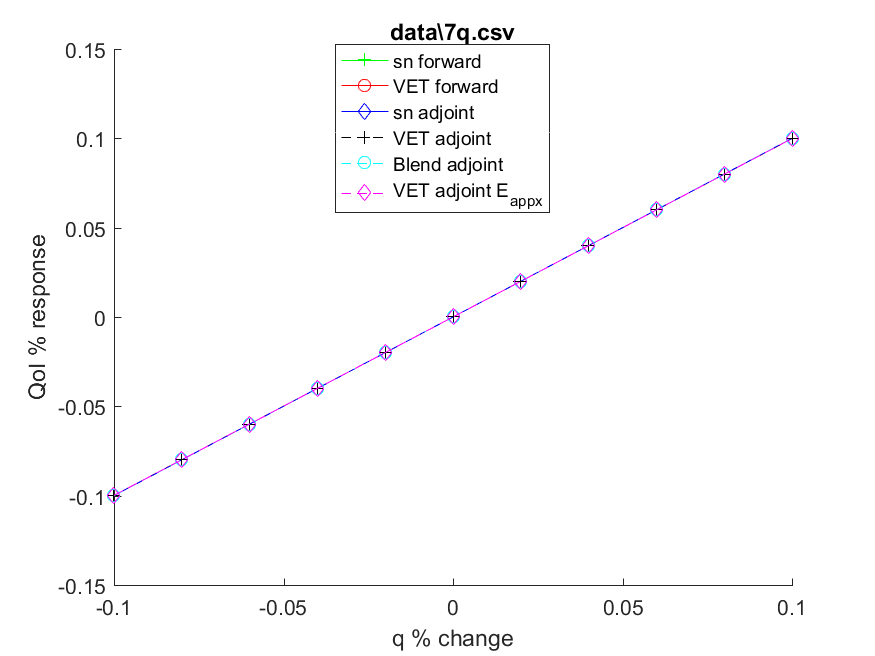 data\7q.csv
sn forward
VET forward
sn adjoint
VET adjoint
Blend adjoint
VET adjoint E_appx
0.15
0.1
0.05
0
-0.05
-0.1
-0.15
QoI % response
-0.1
-0.05
0
0.05
0.1
q % change